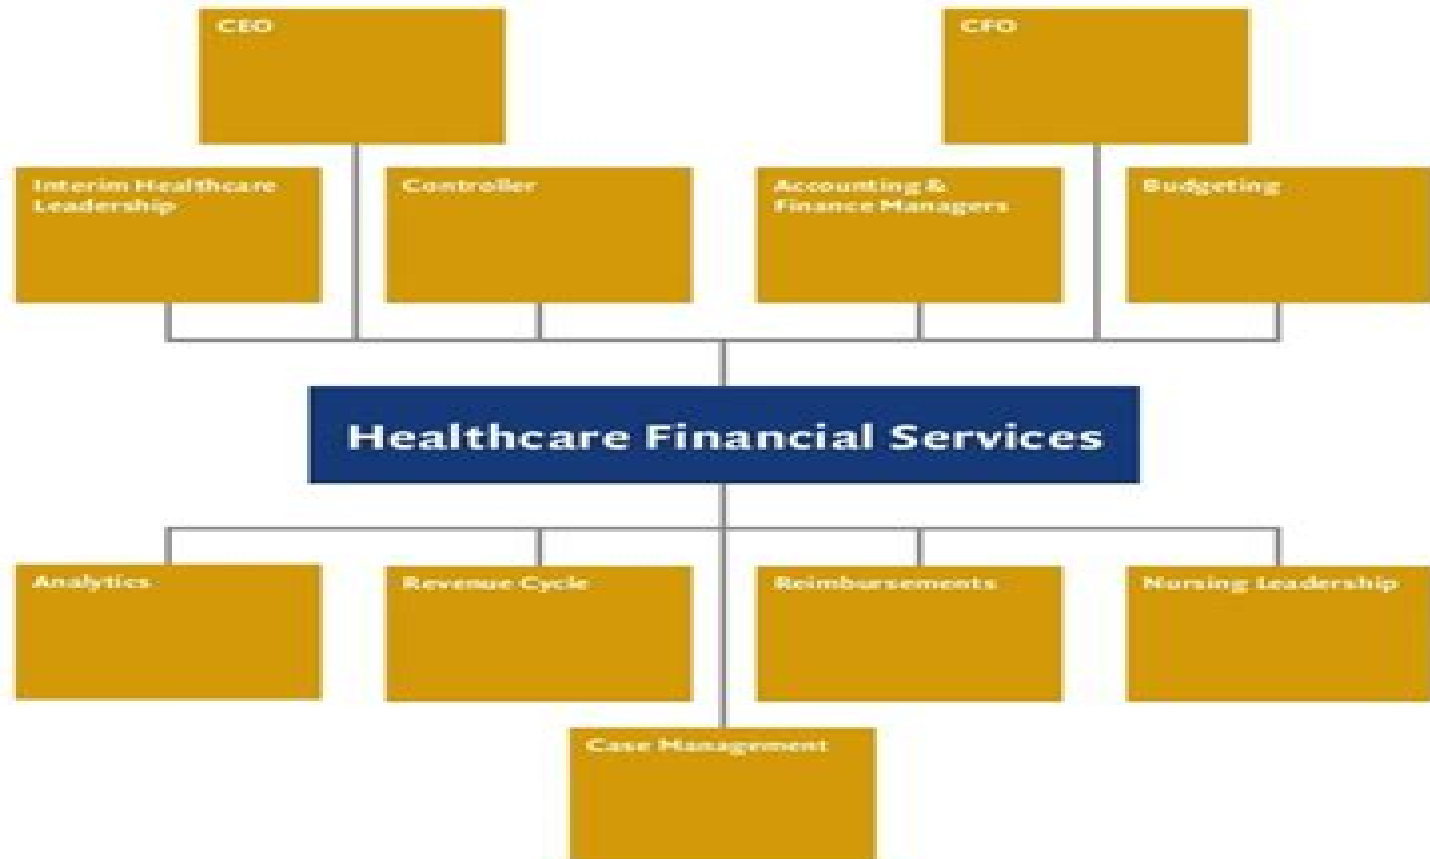 CEO
CFO
Interim Healthcare
Leadership
Controller
Accounting &
Finance Managers
Budgeting
Healthcare Financial Services
Analytics
Revenue Cycle
Reimbursements
Nursing Leadership
Case Management